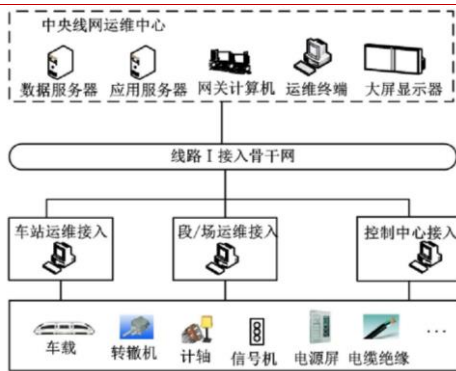 中央线网运维中心
数据服务器 应用服务器 网关计算机 运维终端 大屏显示器
线路Ⅰ接入骨干网
车站运维接入 段/场运维接入 控制中心接入
车载 转辙机 计轴 信号机 电源屏 电缆绝缘 ···